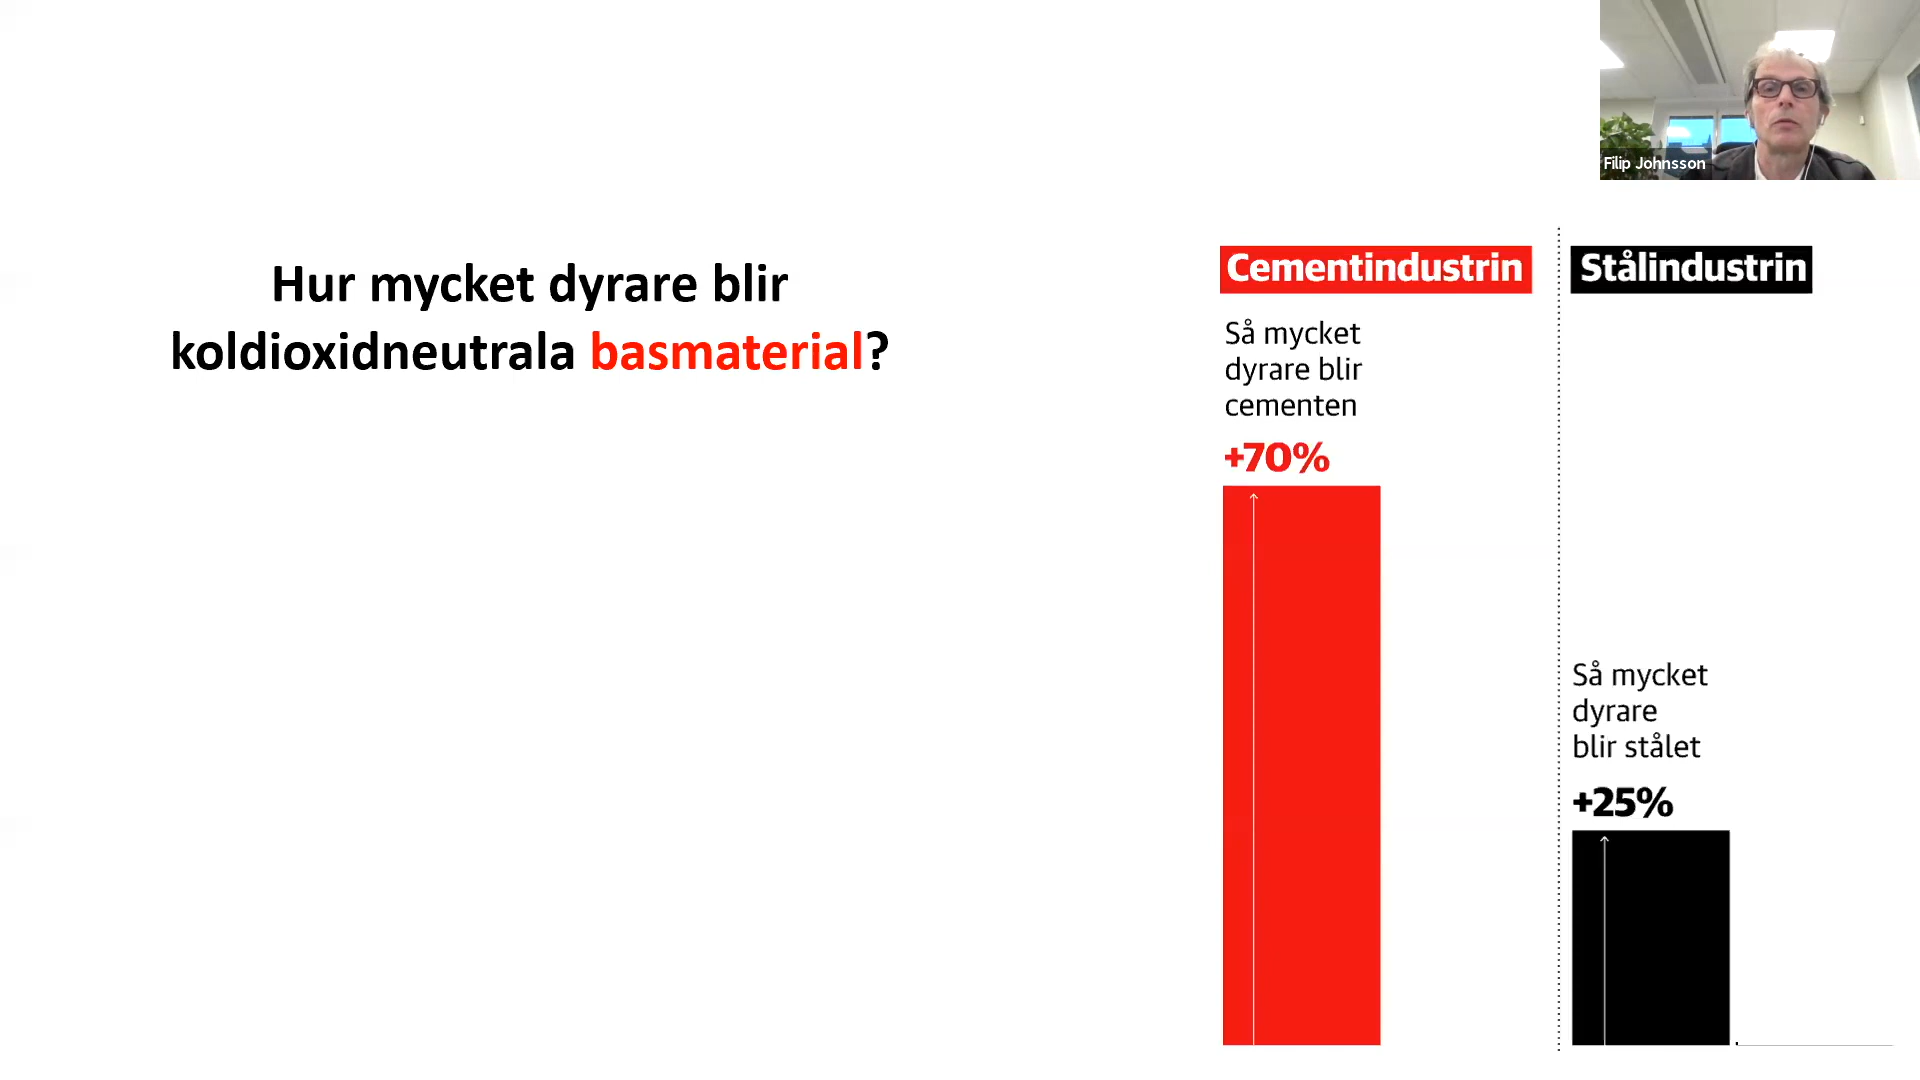 Filip Johnsson
Hur mycket dyrare blir
koldioxidneutrala basmaterial?
Cementindustrin
Så mycket
dyrare blir
cementen
+70%
Stålindustrin
Så mycket
dyrare
blir stålet
+25%